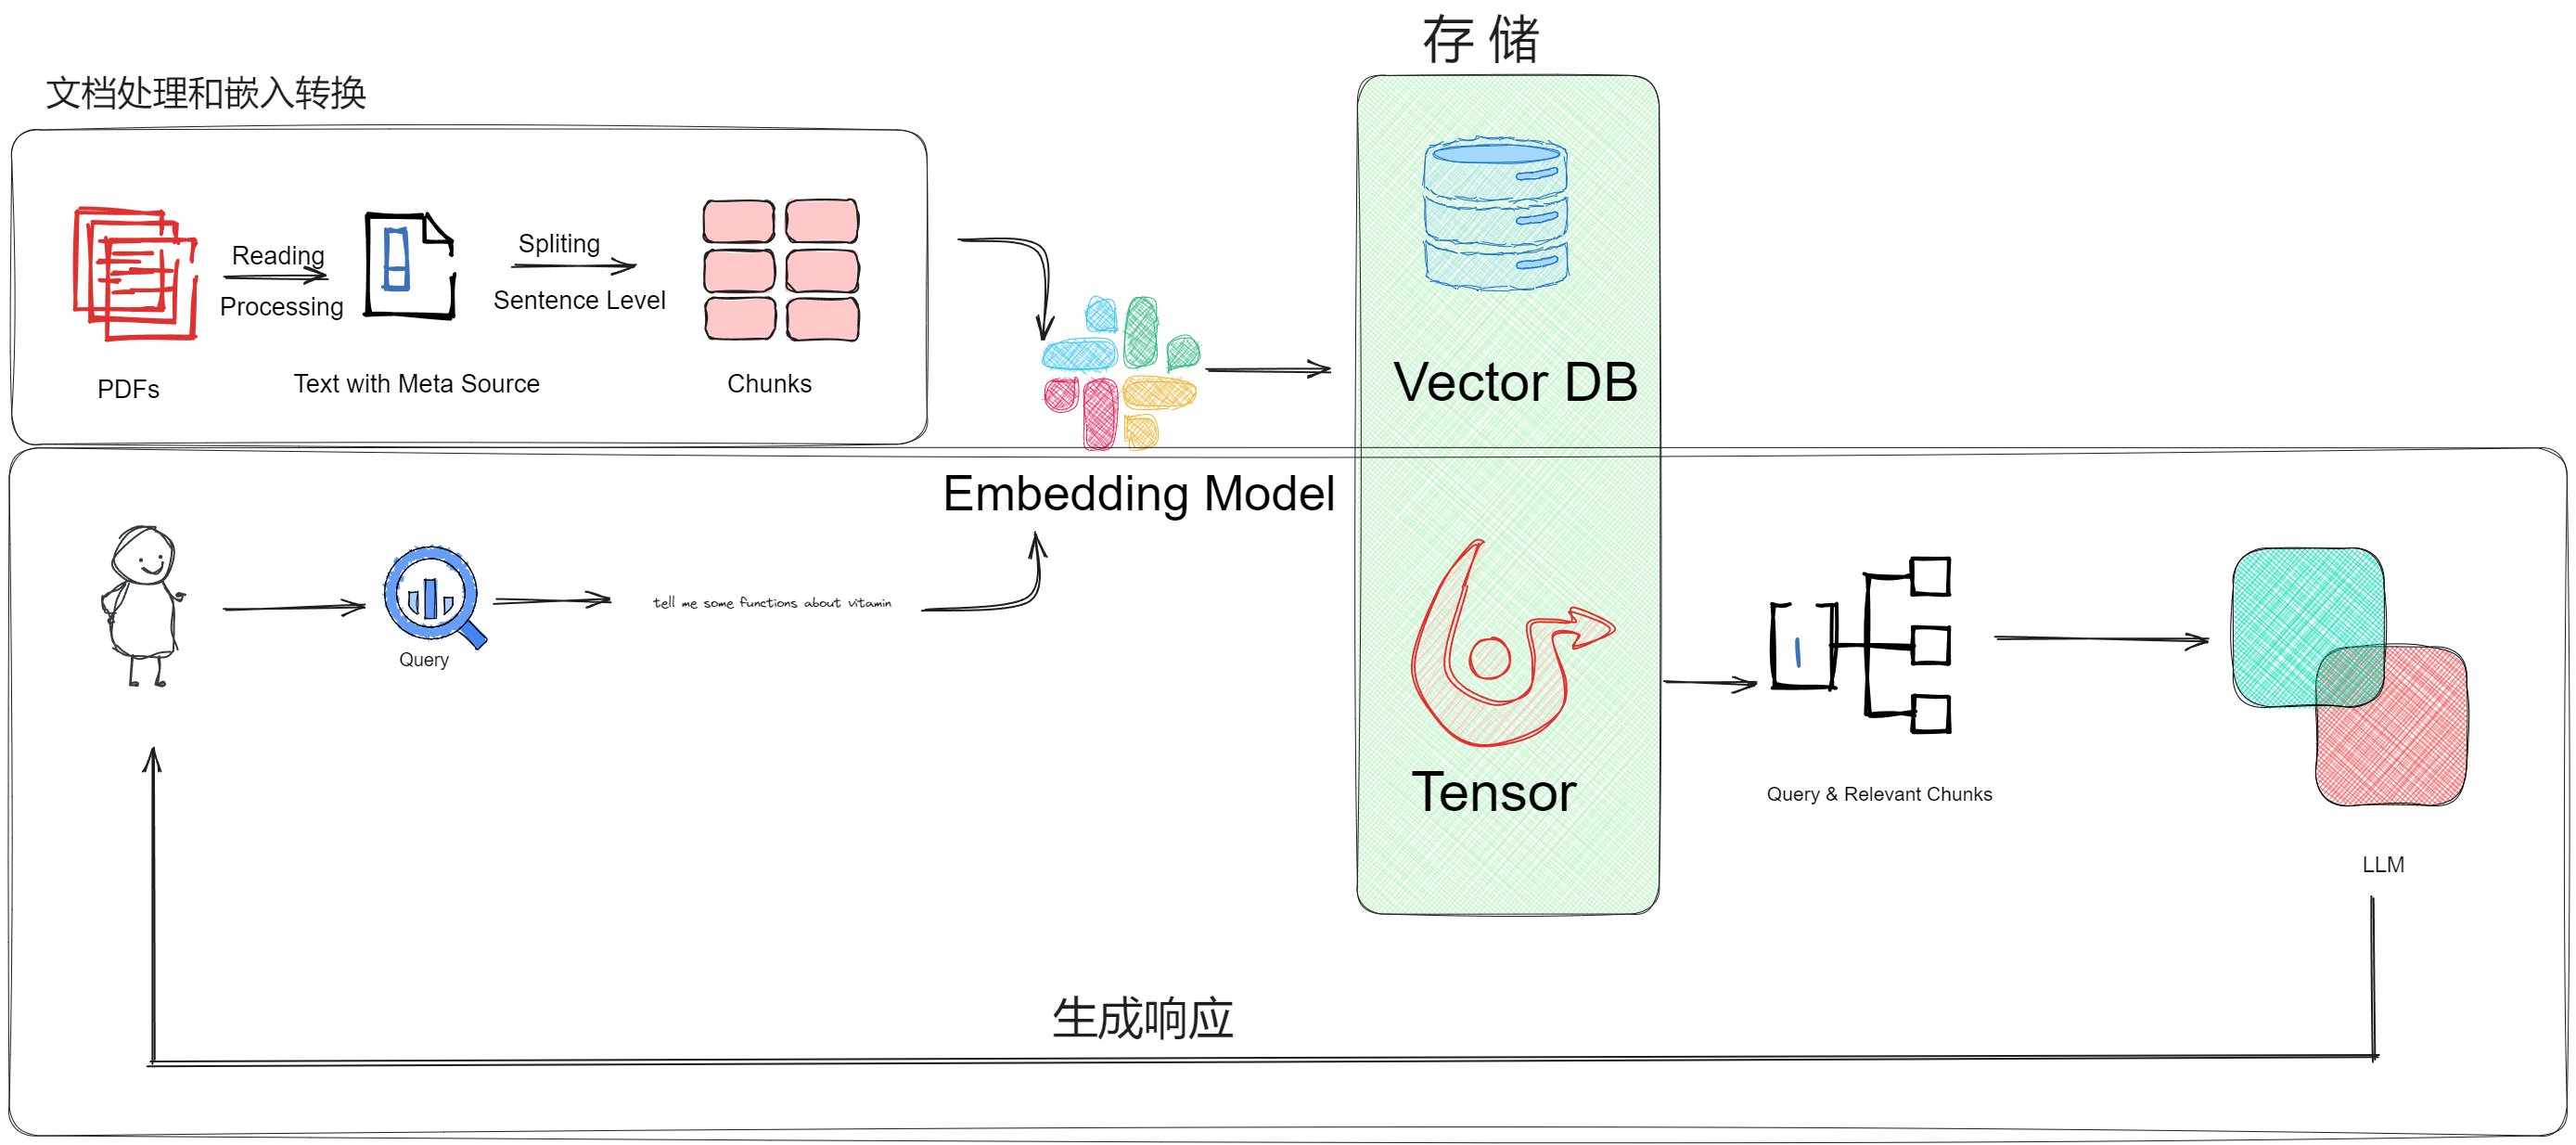 存 储
文档处理和嵌入转换
Reading
Processing
Spliting
Sentence Level
PDFs
Text with Meta Source
Chunks
Vector DB
Embedding Model
Query
tell me some functions about vitamin
Tensor
Query & Relevant Chunks
LLM
生成响应